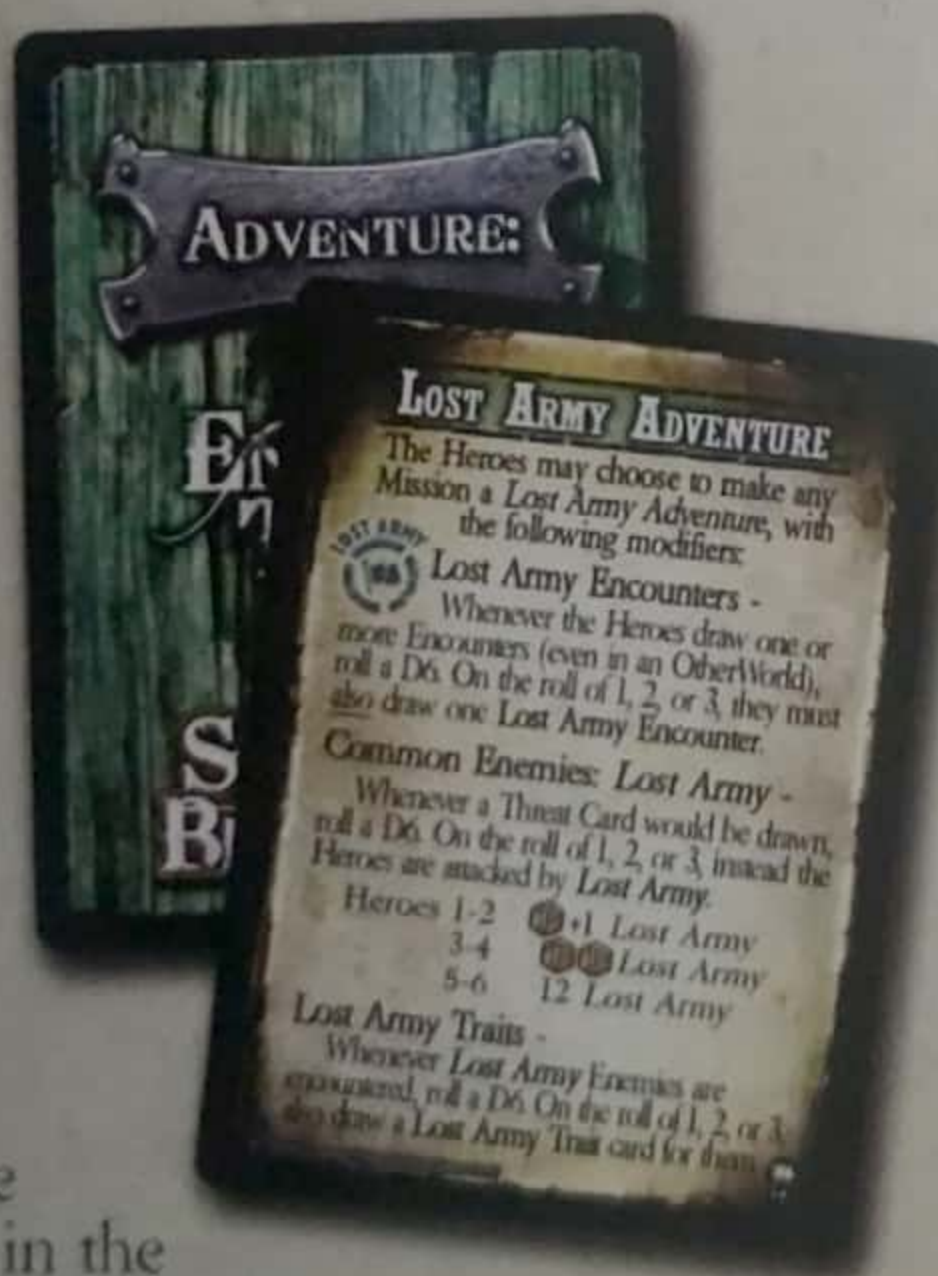 ADVENTURE:
S
LOST ARMY ADVENTURE
The Heroes may choose to make any
Mission a Lost Army Adventure, with
the following modifiers:
LOST ARMY
Lost Army Encounters -
Whenever the Heroes draw one or
more Encounters (even in an OtherWorld),
roll a D6. On the roll of 1, 2, or 3, they must
also draw one Lost Army Encounter.
Common Enemies: Lost Army -
Whenever a Threat Card would be drawn,
roll a D6. On the roll of 1, 2, or 3, instead the
Heroes are attacked by Lost Army.
Heroes 1-2 +1 Lost Army
3-4 Lost Army
5-6 12 Lost Army
Lost Army Traits -
Whenever Lost Army Enemies are
encountered, roll a D6. On the roll of 1, 2, or 3,
also draw a Lost Army Trait card for them.
e
in the